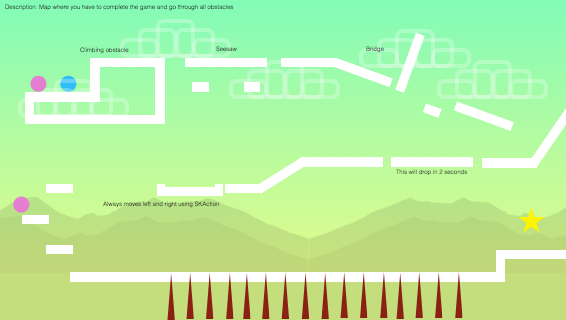 Description: Map where you have to complete the game and go through all obstacles
Climbing obstacle
Seesaw
Bridge
This will drop in 2 seconds
Always moves left and right using SKAction